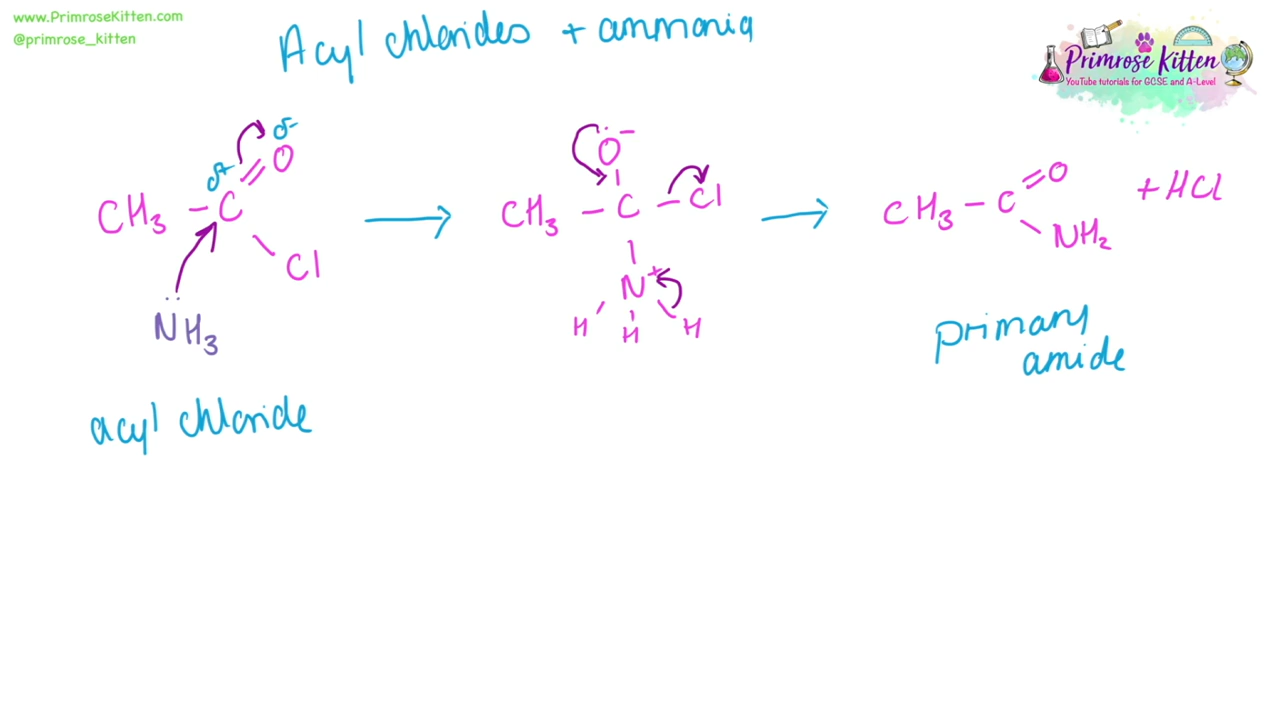 www.PrimroseKitten.com
@primrose_kitten
Acyl chlorides + ammonia
Primrose Kitten
YouTube tutorials for GCSE and A-Level
δ-
δ+
O
CH₃ - C
Cl
NH₃
acyl chloride
O⁻
CH₃ - C - Cl
N⁺
H H H
O
CH₃ - C
NH₂
+ HCl
primary
amide